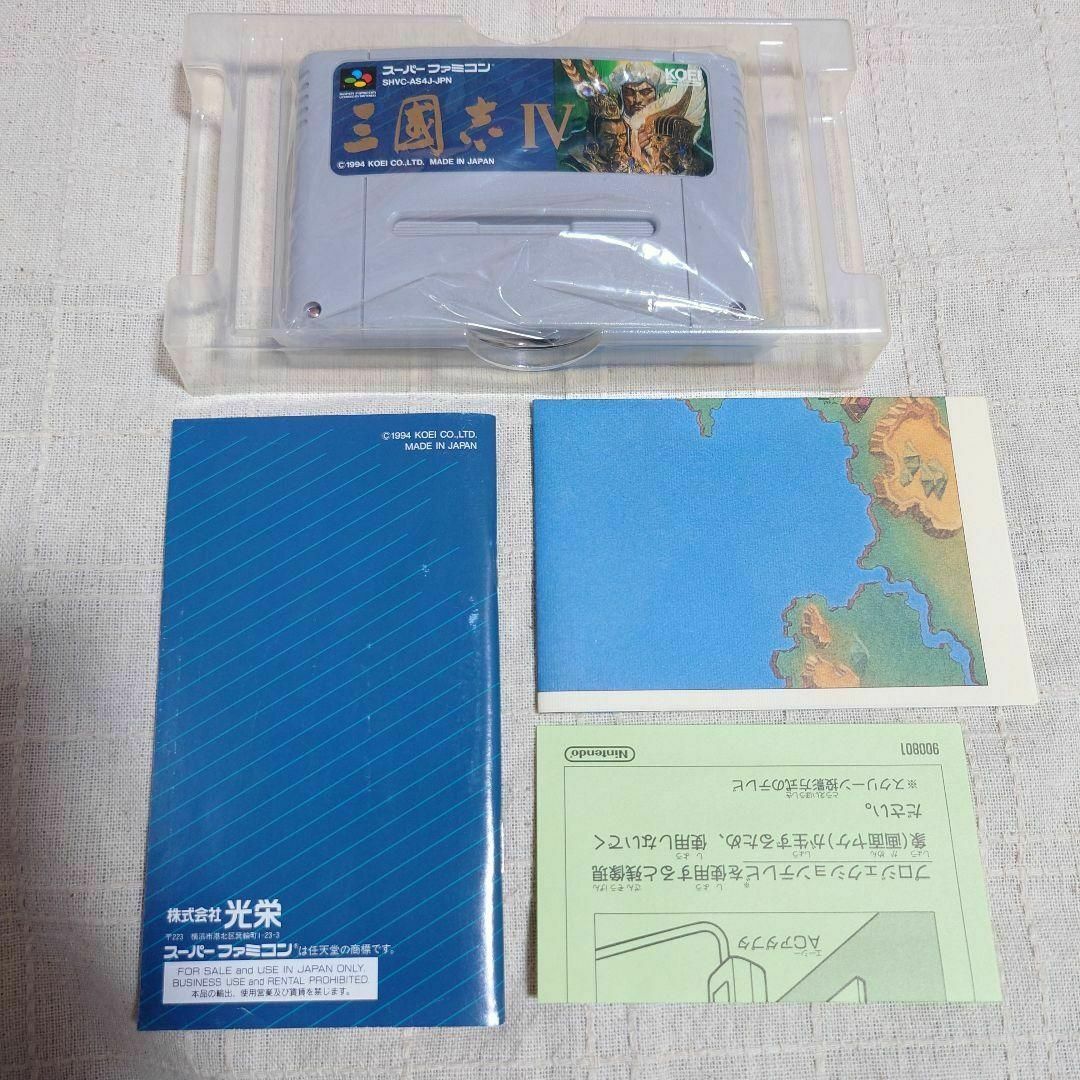 スーパーファミコン
SHVC-AS4J-JPN
KOEI
三國志 IV
©1994 KOEI CO.,LTD. MADE IN JAPAN
©1994 KOEI CO.,LTD.
MADE IN JAPAN
株式会社 光栄
〒223 横浜市港北区箕輪町1-23-3
スーパーファミコン®は任天堂の商標です。
FOR SALE and USE IN JAPAN ONLY.
BUSINESS USE and RENTAL PROHIBITED.
本品の輸出、使用営業及び賃貸を禁じます。
エーシー
ACアダプタ
プロジェクションテレビ※を使用すると残像現
象(画面ヤケ)が生ずるため、使用しないでく
ださい。
※スクリーン投影方式のテレビ
Nintendo®
900801